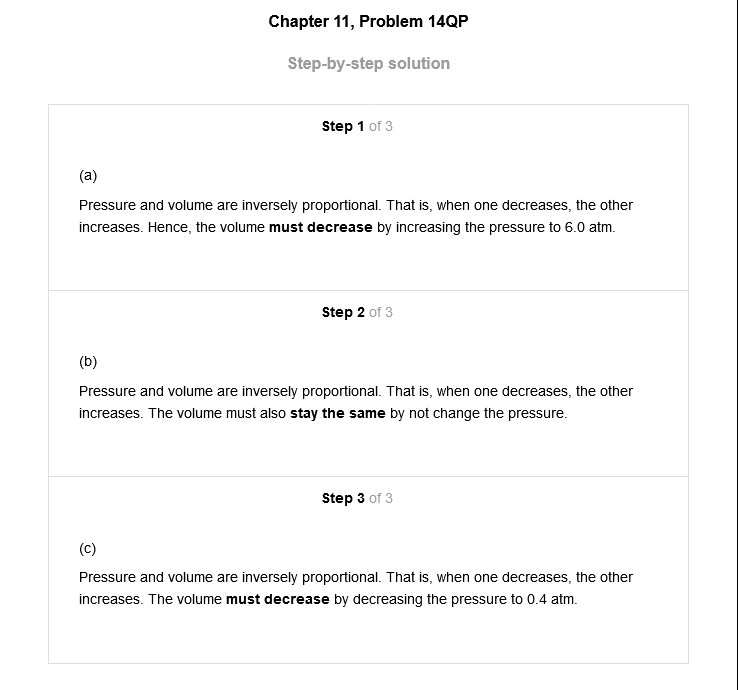 Chapter 11, Problem 14QP
Step-by-step solution
Step 1 of 3
(a)
Pressure and volume are inversely proportional. That is, when one decreases, the other
increases. Hence, the volume must decrease by increasing the pressure to 6.0 atm.
Step 2 of 3
(b)
Pressure and volume are inversely proportional. That is, when one decreases, the other
increases. The volume must also stay the same by not change the pressure.
Step 3 of 3
(c)
Pressure and volume are inversely proportional. That is, when one decreases, the other
increases. The volume must decrease by decreasing the pressure to 0.4 atm.